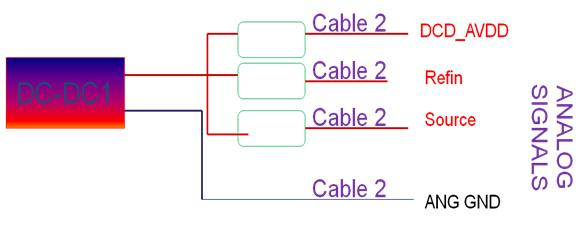 Cable 2
DCD_AVDD
DC-DC1
Cable 2
Refin
Cable 2
Source
Cable 2
ANG GND
ANALOG
SIGNALS